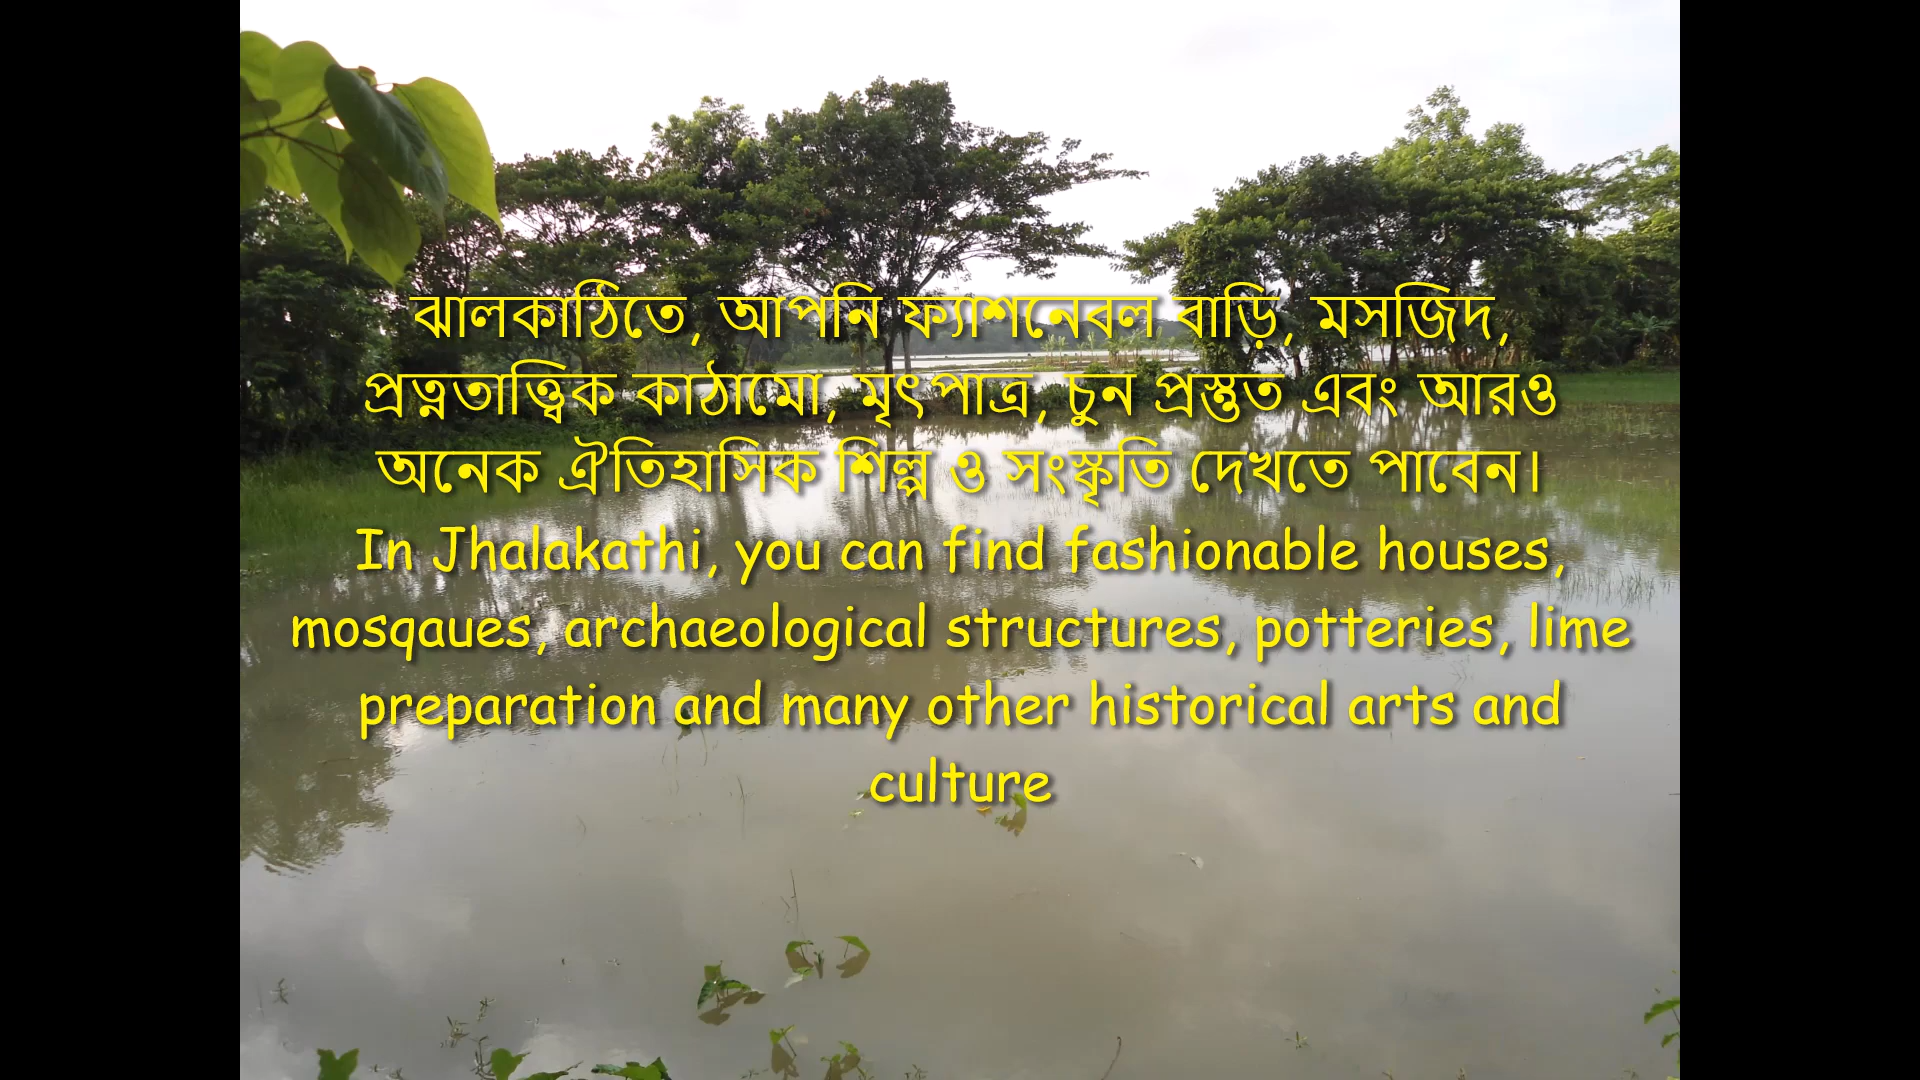 ঝালকাঠিতে, আপনি ফ্যাশনেবল বাড়ি, মসজিদ,
প্রত্নতাত্ত্বিক কাঠামো, মৃৎপাত্র, চুন প্রস্তুত এবং আরও
অনেক ঐতিহাসিক শিল্প ও সংস্কৃতি দেখতে পাবেন।
In Jhalakathi, you can find fashionable houses,
mosqaues, archaeological structures, potteries, lime
preparation and many other historical arts and
culture